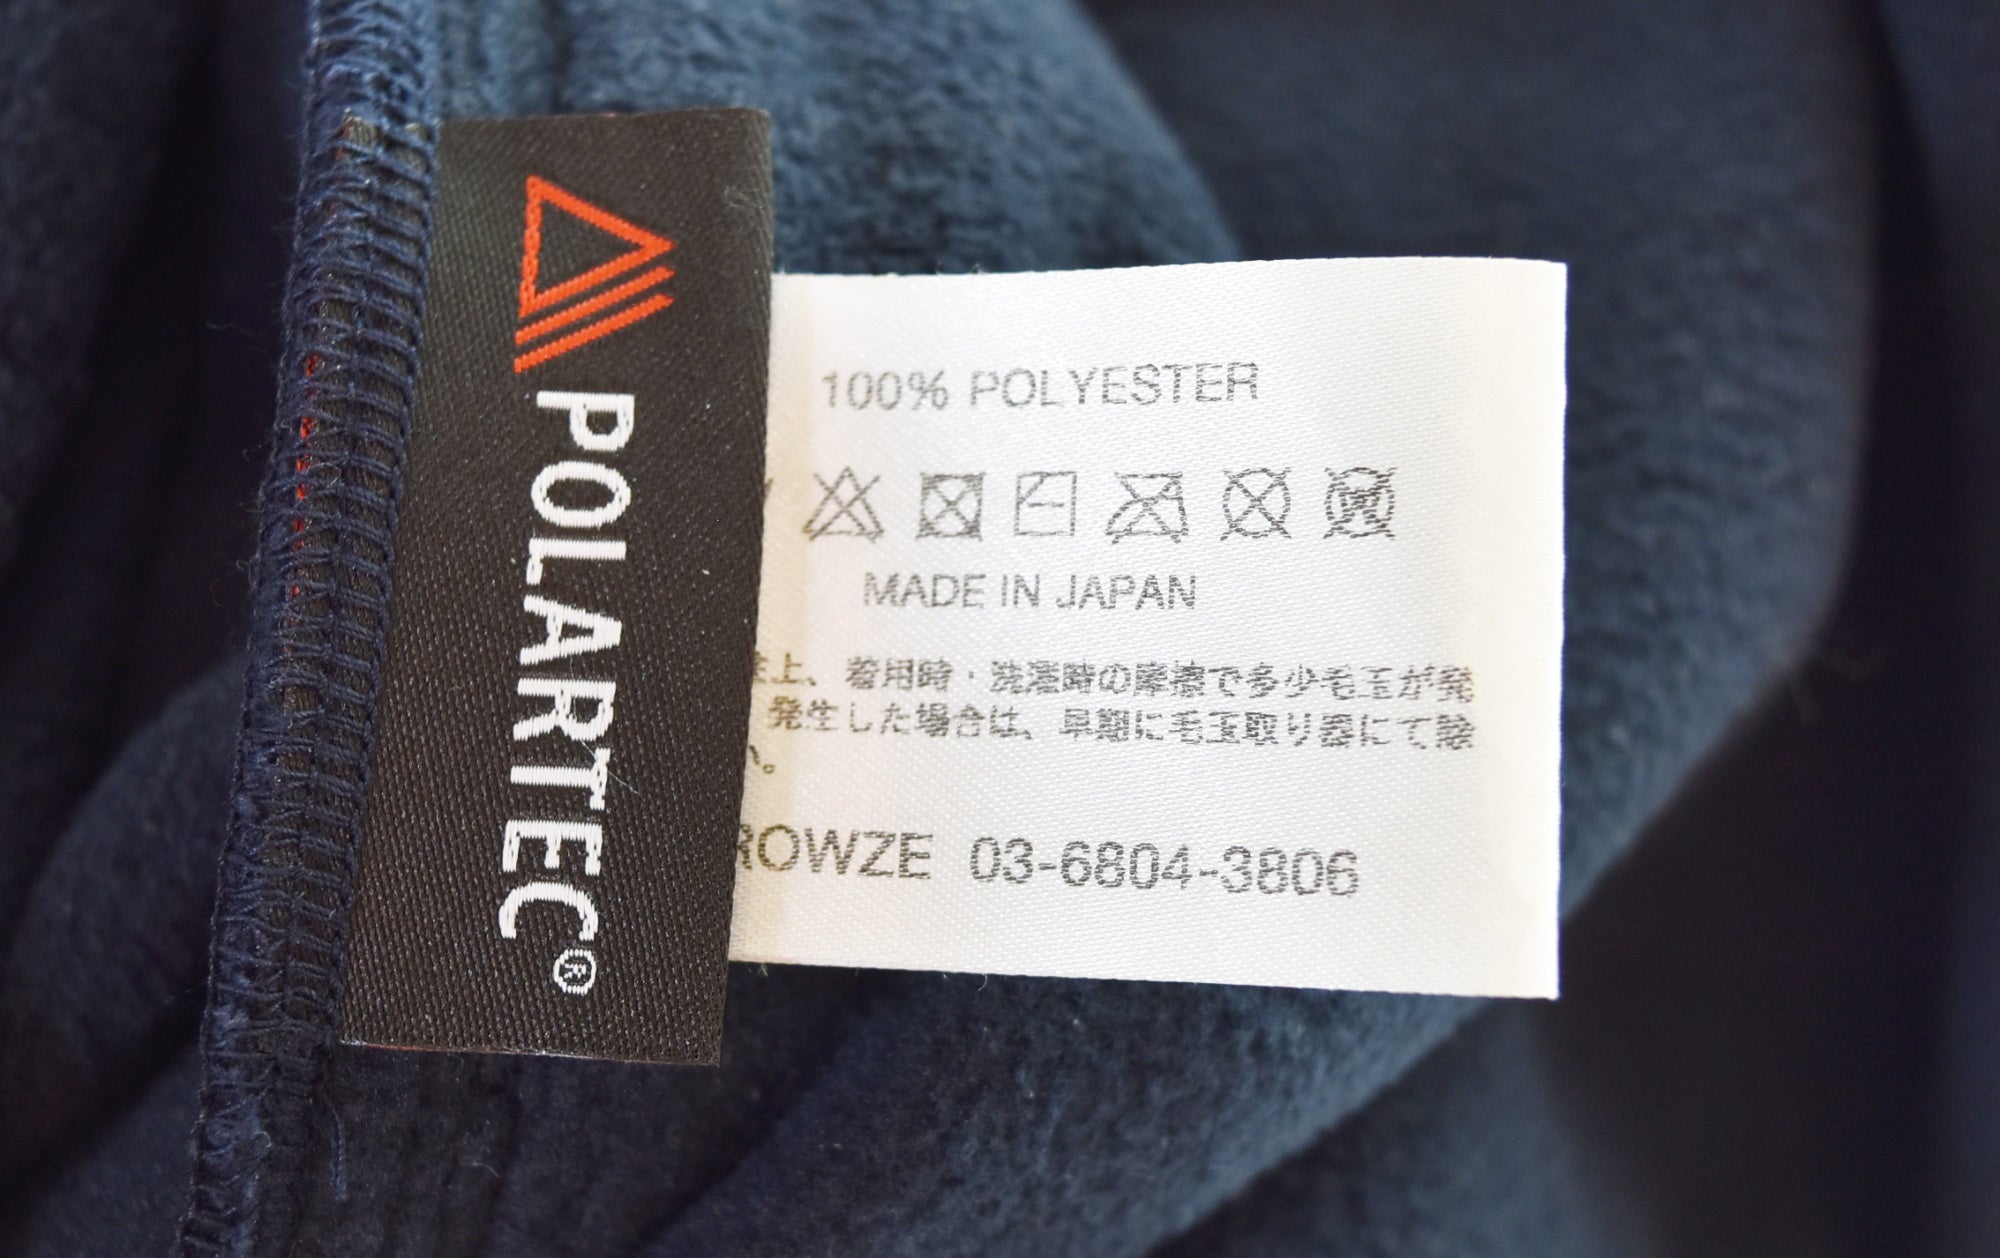 POLARTEC®
100% POLYESTER
MADE IN JAPAN
上、着用時・洗濯時の摩擦で多少毛玉が発
発生した場合は、早期に毛玉取り器にて除
い。
ROWZE 03-6804-3806